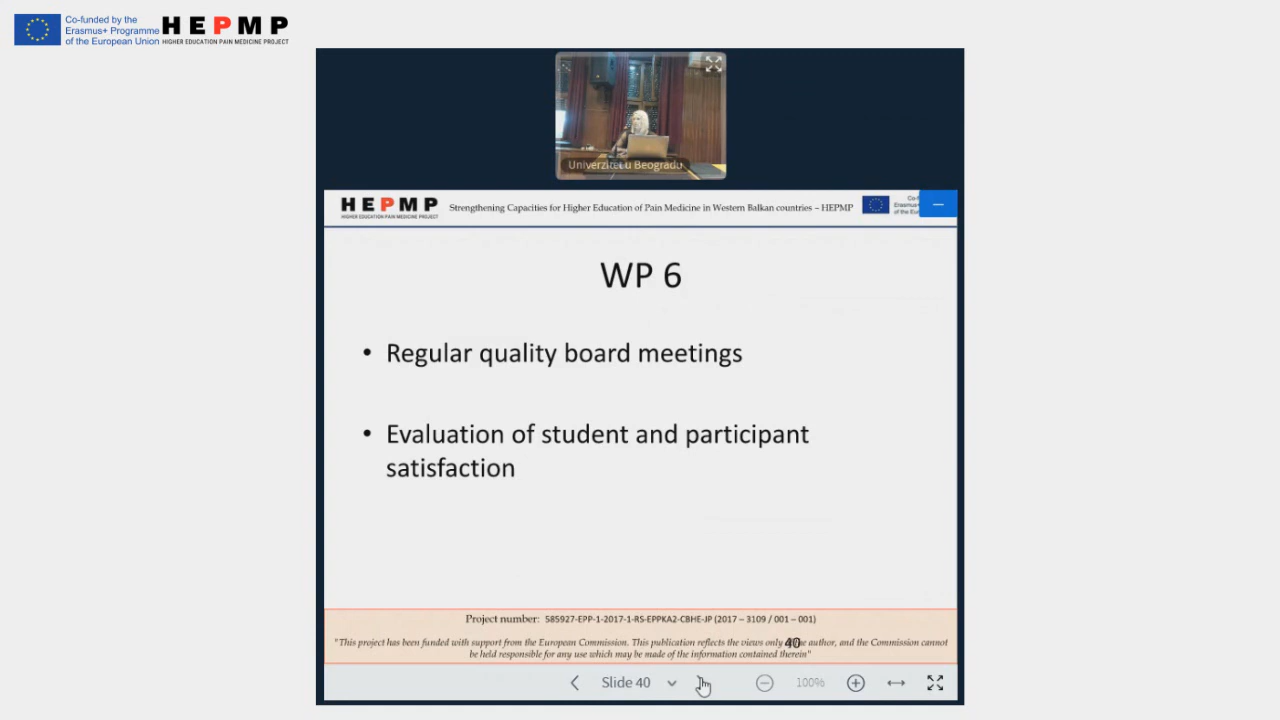 Co-funded by the
Erasmus+ Programme
of the European Union
HEPMP
HIGHER EDUCATION PAIN MEDICINE PROJECT
Univerzitet u Beogradu
HEPMP
HIGHER EDUCATION PAIN MEDICINE PROJECT
Strengthening Capacities for Higher Education of Pain Medicine in Western Balkan countries – HEPMP
WP 6
• Regular quality board meetings
• Evaluation of student and participant
satisfaction
Project number: 585927-EPP-1-2017-1-RS-EPPKA2-CBHE-JP (2017 – 3109 / 001 – 001)
"This project has been funded with support from the European Commission. This publication reflects the views only author, and the Commission cannot
be held responsible for any use which may be made of the information contained therein"
40
Slide 40
100%